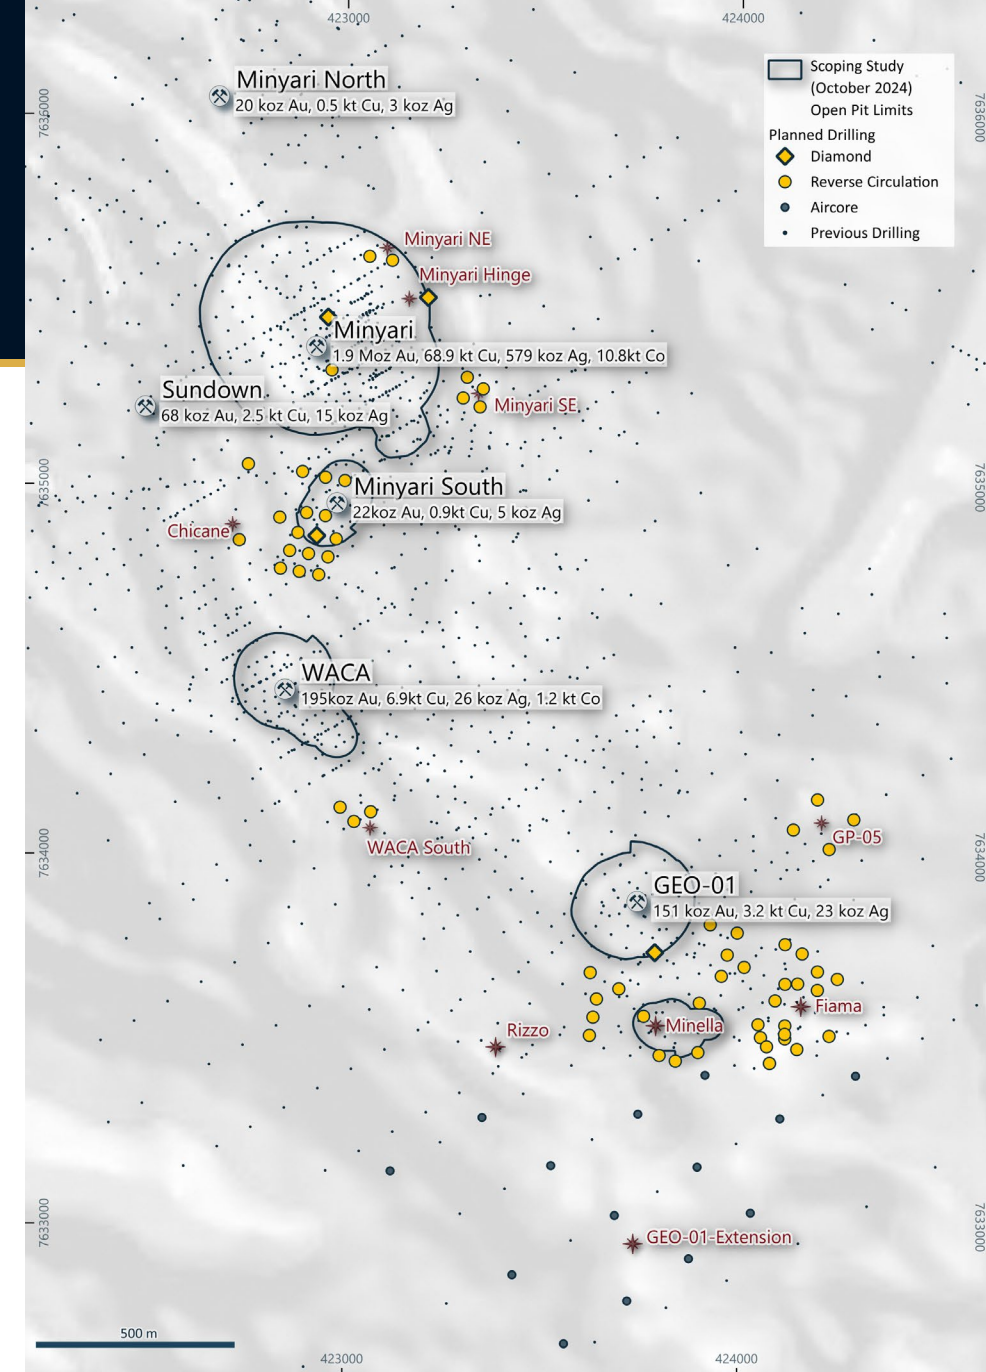 423000
424000
Minyari North
20 koz Au, 0.5 kt Cu, 3 koz Ag
7636000
7636000
Scoping Study
(October 2024)
Open Pit Limits
Planned Drilling
Diamond
Reverse Circulation
Aircore
Previous Drilling
Minyari NE
Minyari Hinge
Minyari
1.9 Moz Au, 68.9 kt Cu, 579 koz Ag, 10.8kt Co
Sundown
68 koz Au, 2.5 kt Cu, 15 koz Ag
Minyari SE
7635000
7635000
Minyari South
22koz Au, 0.9kt Cu, 5 koz Ag
Chicane
WACA
195koz Au, 6.9kt Cu, 26 koz Ag, 1.2 kt Co
WACA South
GP-05
7634000
7634000
GEO-01
151 koz Au, 3.2 kt Cu, 23 koz Ag
Fiama
Minella
Rizzo
7633000
7633000
GEO-01-Extension
500 m
423000
424000